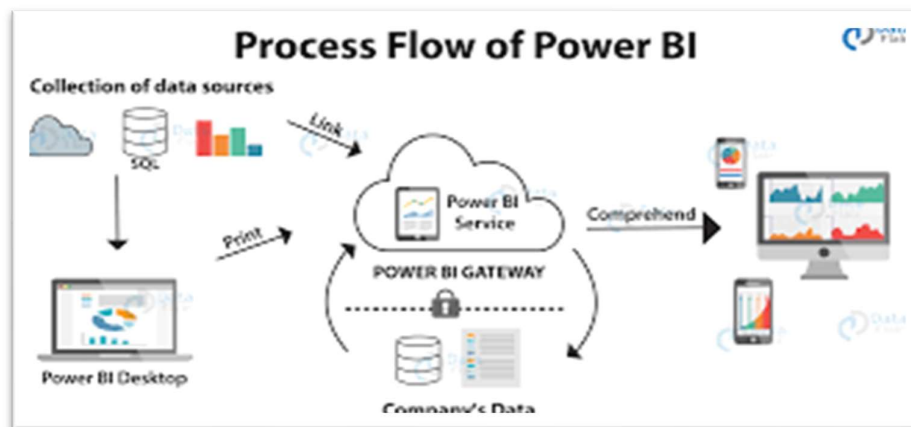 Process Flow of Power BI
Collection of data sources
SQL
Link
Power BI
Service
Comprehend
Print
POWER BI GATEWAY
Power BI Desktop
Company's Data